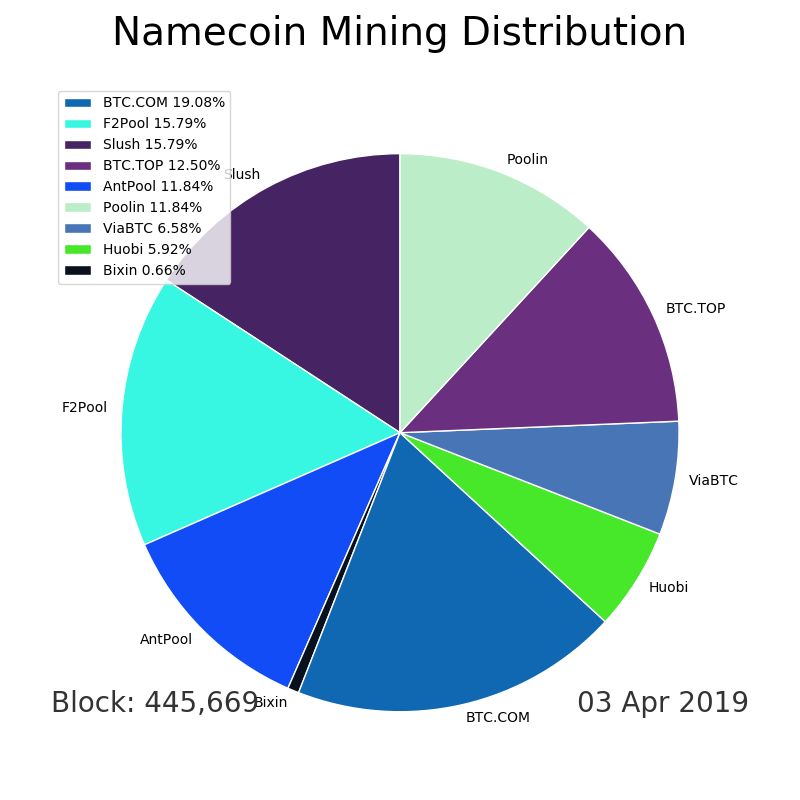 Namecoin Mining Distribution
BTC.COM 19.08%
F2Pool 15.79%
Slush 15.79%
BTC.TOP 12.50%
AntPool 11.84%
Poolin 11.84%
ViaBTC 6.58%
Huobi 5.92%
Bixin 0.66%
Poolin
Slush
BTC.TOP
F2Pool
ViaBTC
Huobi
AntPool
Bixin
BTC.COM
Block: 445,669
03 Apr 2019